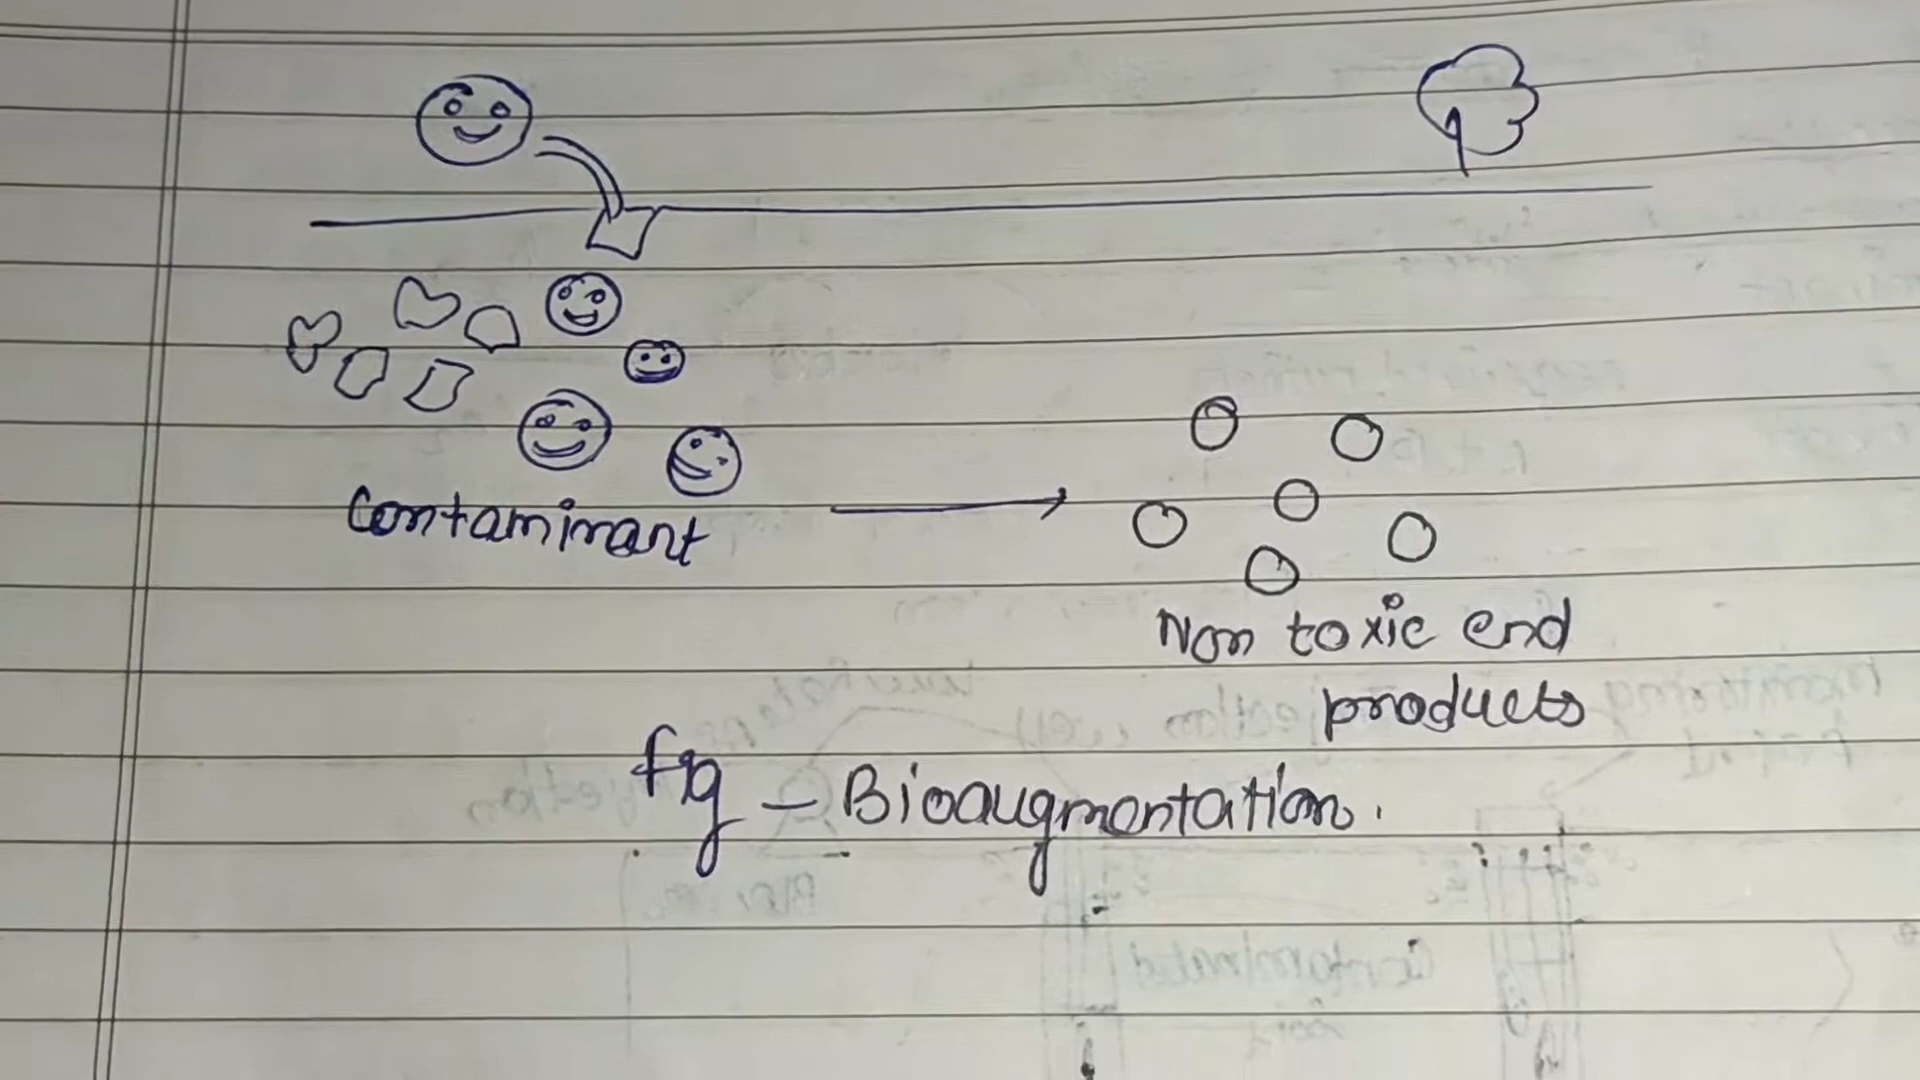 Contaminant
Non toxic end
products
fig - Bioaugmentation.